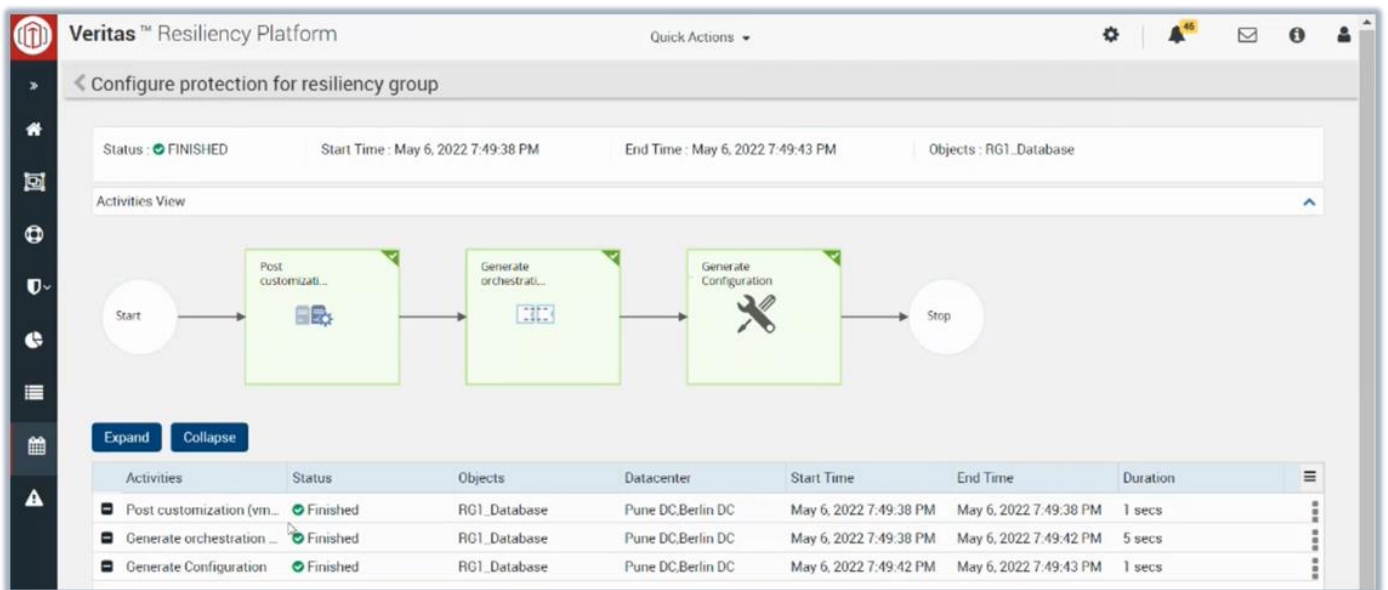 Veritas™ Resiliency Platform
Quick Actions
46
Configure protection for resiliency group
Status : FINISHED
Start Time : May 6, 2022 7:49:38 PM
End Time : May 6, 2022 7:49:43 PM
Objects : RG1_Database
Activities View
Start
Post
customizati...
Generate
orchestrati...
Generate
Configuration
Stop
Expand
Collapse
Activities Status Objects Datacenter Start Time End Time Duration
Post customization (vm... Finished RG1_Database Pune DC,Berlin DC May 6, 2022 7:49:38 PM May 6, 2022 7:49:38 PM 1 secs
Generate orchestration ... Finished RG1_Database Pune DC,Berlin DC May 6, 2022 7:49:38 PM May 6, 2022 7:49:42 PM 5 secs
Generate Configuration Finished RG1_Database Pune DC,Berlin DC May 6, 2022 7:49:42 PM May 6, 2022 7:49:43 PM 1 secs